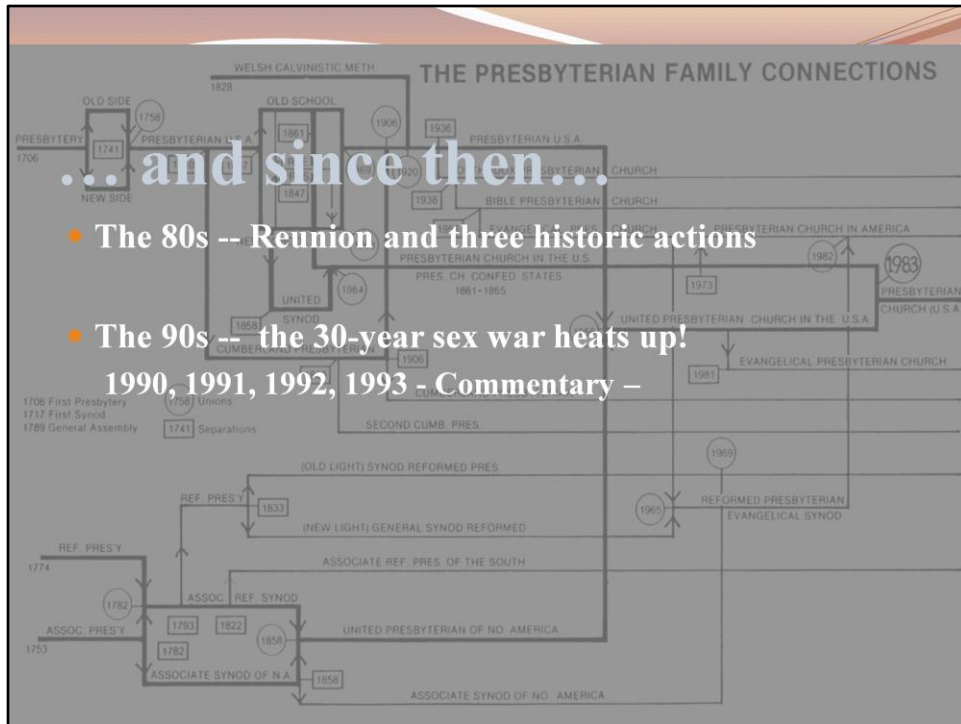 THE PRESBYTERIAN FAMILY CONNECTIONS
WELSH CALVINISTIC METH.
1828
OLD SIDE
1758
OLD SCHOOL
1861
1906
1936
PRESBYTERY
1706
1741
PRESBYTERIAN U.S.A.
PRESBYTERIAN U.S.A.
… and since then…
1920
CHURCH
NEW SIDE
1847
1938
BIBLE PRESBYTERIAN CHURCH
EVANGELICAL PRES. CHURCH
PRESBYTERIAN CHURCH IN AMERICA
• The 80s -- Reunion and three historic actions
PRESBYTERIAN CHURCH IN THE U.S.
1982
1983
PRES. CH. CONFED. STATES
1861-1865
1864
1973
PRESBYTERIAN
CHURCH (U.S.A.
UNITED
SYNOD
1858
UNITED PRESBYTERIAN CHURCH IN THE U.S.A.
• The 90s -- the 30-year sex war heats up!
CUMBERLAND PRESBYTERIAN
1906
EVANGELICAL PRESBYTERIAN CHURCH
1981
1990, 1991, 1992, 1993 - Commentary –
1706 First Presbytery
1717 First Synod
1789 General Assembly
1758 Unions
1741 Separations
SECOND CUMB. PRES.
(OLD LIGHT) SYNOD REFORMED PRES.
1969
REF. PRES'Y
1833
1965
REFORMED PRESBYTERIAN
EVANGELICAL SYNOD
(NEW LIGHT) GENERAL SYNOD REFORMED
REF. PRES'Y
1774
ASSOCIATE REF. PRES. OF THE SOUTH
1782
ASSOC. REF. SYNOD
1793
1822
ASSOC. PRES'Y
1753
1782
1858
UNITED PRESBYTERIAN OF NO. AMERICA
ASSOCIATE SYNOD OF N.A.
1858
ASSOCIATE SYNOD OF NO. AMERICA